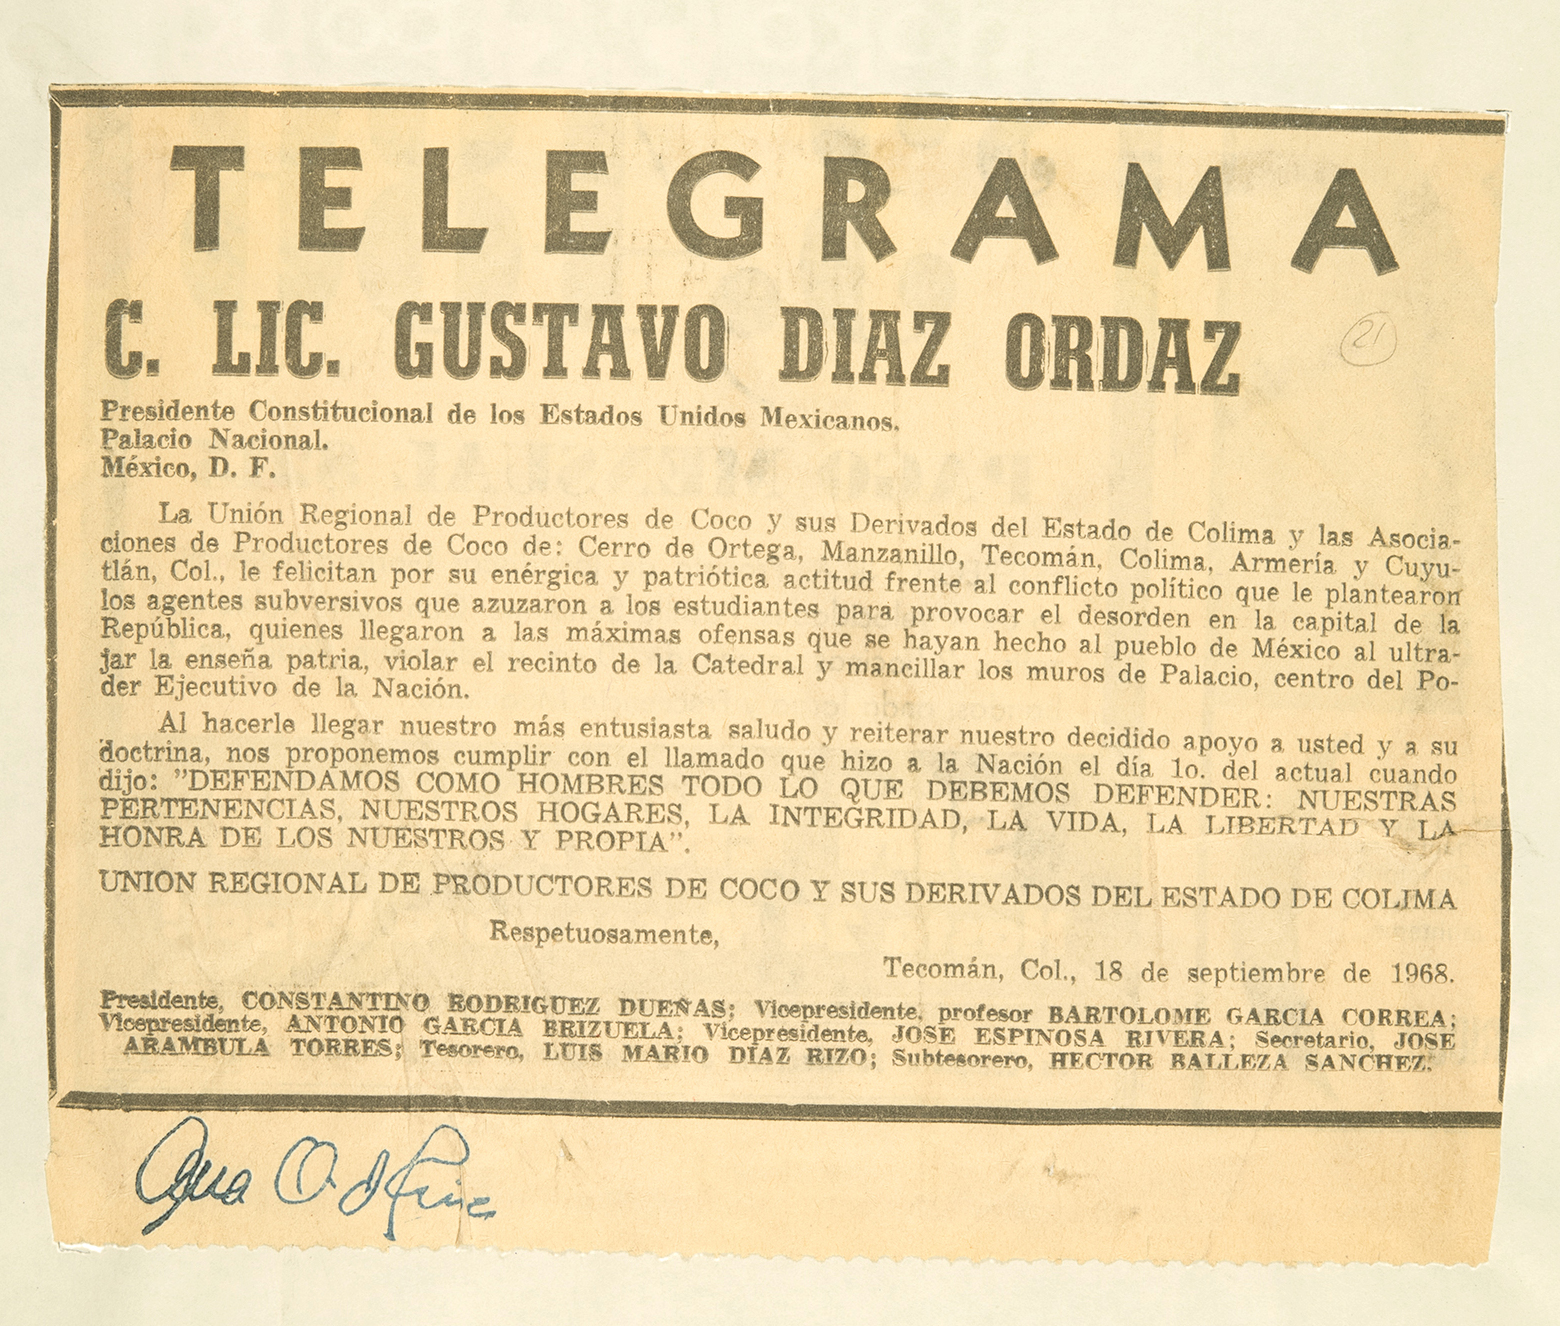 TELEGRAMA
C. LIC. GUSTAVO DIAZ ORDAZ
21
Presidente Constitucional de los Estados Unidos Mexicanos.
Palacio Nacional.
México, D. F.
La Unión Regional de Productores de Coco y sus Derivados del Estado de Colima y las Asocia-
ciones de Productores de Coco de: Cerro de Ortega, Manzanillo, Tecomán, Colima, Armería y Cuyu-
tlán, Col., le felicitan por su enérgica y patriótica actitud frente al conflicto político que le plantearon
los agentes subversivos que azuzaron a los estudiantes para provocar el desorden en la capital de la
República, quienes llegaron a las máximas ofensas que se hayan hecho al pueblo de México al ultra-
jar la enseña patria, violar el recinto de la Catedral y mancillar los muros de Palacio, centro del Po-
der Ejecutivo de la Nación.
Al hacerle llegar nuestro más entusiasta saludo y reiterar nuestro decidido apoyo a usted y a su
doctrina, nos proponemos cumplir con el llamado que hizo a la Nación el día 1o. del actual cuando
dijo: "DEFENDAMOS COMO HOMBRES TODO LO QUE DEBEMOS DEFENDER: NUESTRAS
PERTENENCIAS, NUESTROS HOGARES, LA INTEGRIDAD, LA VIDA, LA LIBERTAD Y LA
HONRA DE LOS NUESTROS Y PROPIA".
UNION REGIONAL DE PRODUCTORES DE COCO Y SUS DERIVADOS DEL ESTADO DE COLIMA
Respetuosamente,
Tecomán, Col., 18 de septiembre de 1968.
Presidente, CONSTANTINO RODRIGUEZ DUEÑAS; Vicepresidente, profesor BARTOLOME GARCIA CORREA;
Vicepresidente, ANTONIO GARCIA BRIZUELA; Vicepresidente, JOSE ESPINOSA RIVERA; Secretario, JOSE
ARAMBULA TORRES; Tesorero, LUIS MARIO DIAZ RIZO; Subtesorero, HECTOR BALLEZA SANCHEZ.